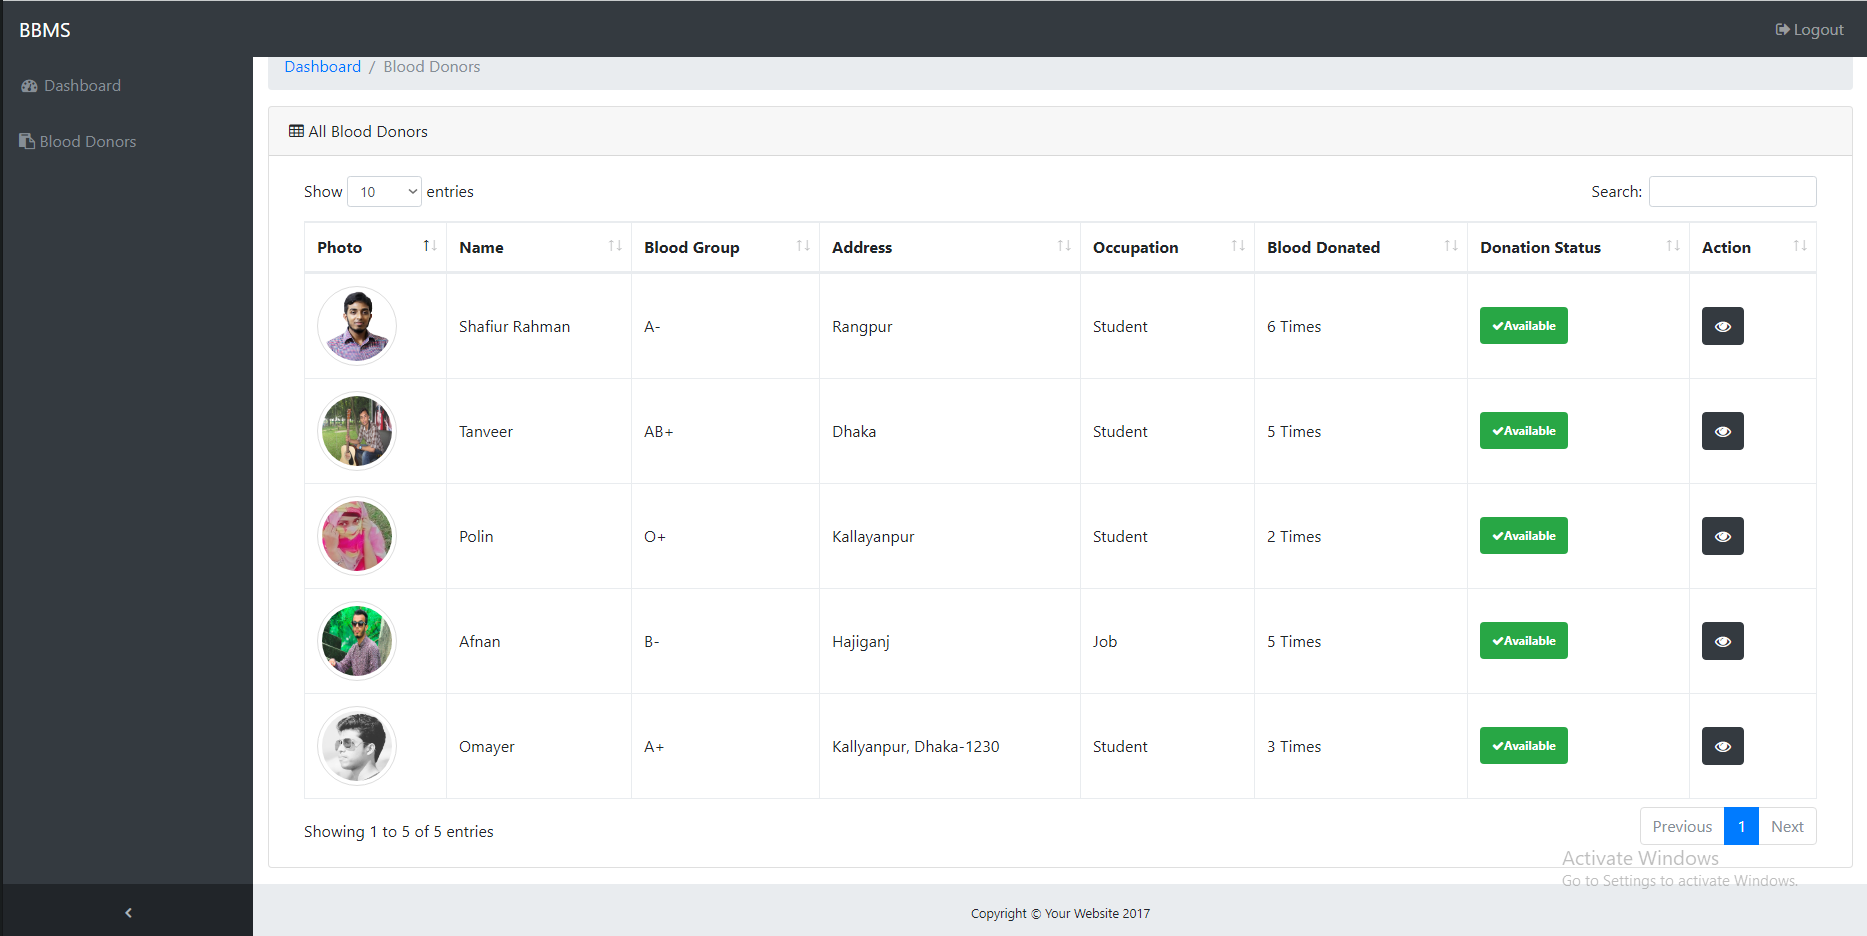 BBMS
Logout
Dashboard
Blood Donors
Dashboard / Blood Donors
All Blood Donors
Show 10 entries
Search:
Photo Name Blood Group Address Occupation Blood Donated Donation Status Action
Shafiur Rahman A- Rangpur Student 6 Times Available
Tanveer AB+ Dhaka Student 5 Times Available
Polin O+ Kallayanpur Student 2 Times Available
Afnan B- Hajiganj Job 5 Times Available
Omayer A+ Kallyanpur, Dhaka-1230 Student 3 Times Available
Showing 1 to 5 of 5 entries
Previous 1 Next
Activate Windows
Go to Settings to activate Windows.
Copyright © Your Website 2017